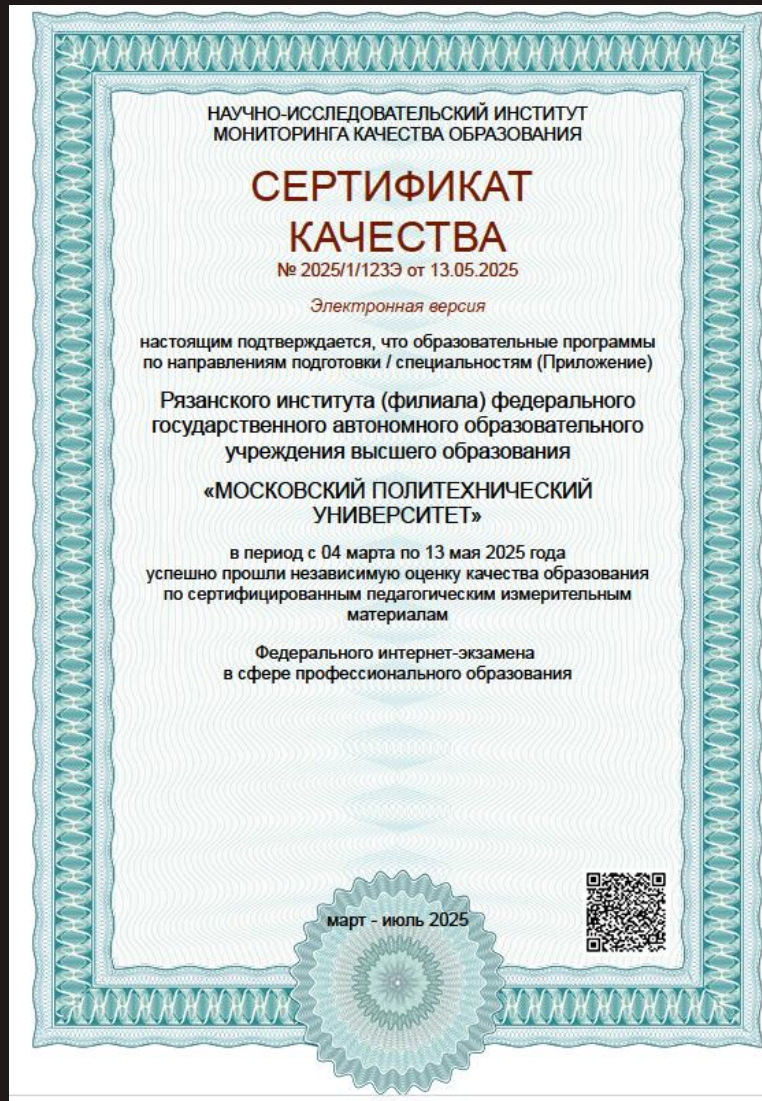 НАУЧНО-ИССЛЕДОВАТЕЛЬСКИЙ ИНСТИТУТ
МОНИТОРИНГА КАЧЕСТВА ОБРАЗОВАНИЯ
СЕРТИФИКАТ
КАЧЕСТВА
№ 2025/1/123Э от 13.05.2025
Электронная версия
настоящим подтверждается, что образовательные программы
по направлениям подготовки / специальностям (Приложение)
Рязанского института (филиала) федерального
государственного автономного образовательного
учреждения высшего образования
«МОСКОВСКИЙ ПОЛИТЕХНИЧЕСКИЙ
УНИВЕРСИТЕТ»
в период с 04 марта по 13 мая 2025 года
успешно прошли независимую оценку качества образования
по сертифицированным педагогическим измерительным
материалам
Федерального интернет-экзамена
в сфере профессионального образования
март - июль 2025